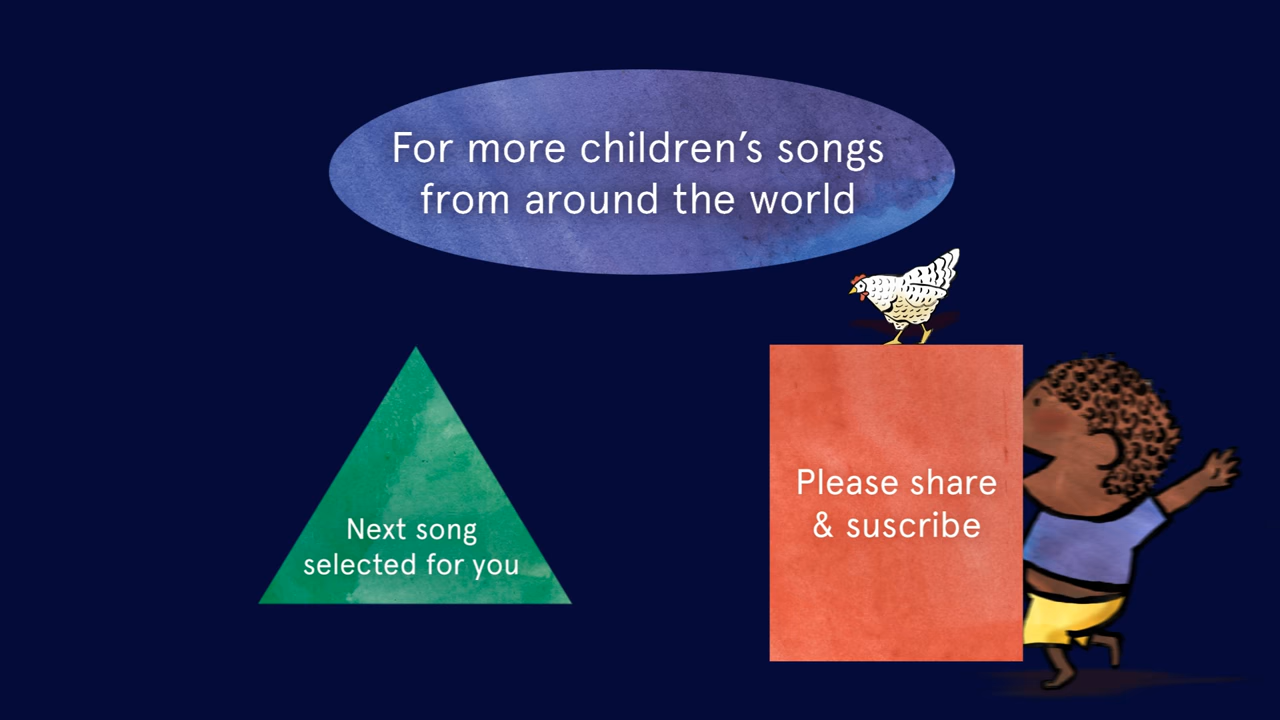 For more children’s songs
from around the world
Next song
selected for you
Please share
& suscribe